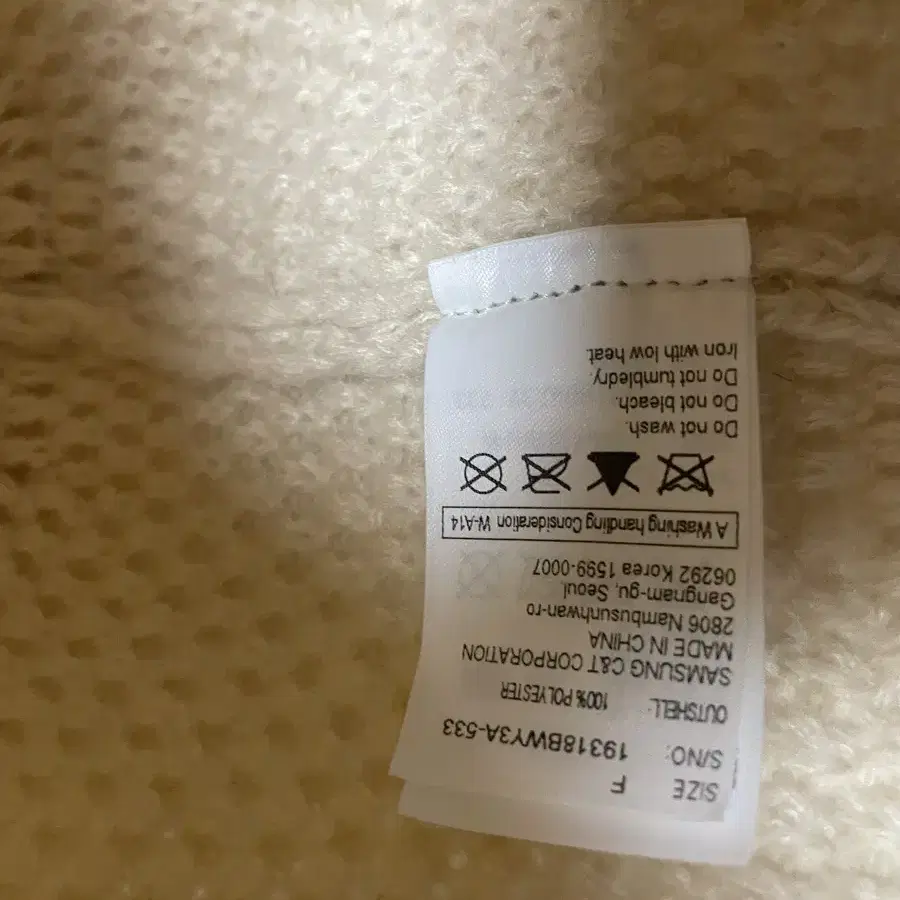 SIZE F
S/NO: 19318BWY3A-533
OUTSHELL: 100% POLYESTER
SAMSUNG C&T CORPORATION
MADE IN CHINA
2806 Nambusunhwan-ro
Gangnam-gu, Seoul,
06292 Korea 1599-0007
A Washing handling Consideration W-A14
Do not wash.
Do not bleach.
Do not tumbledry.
Iron with low heat.